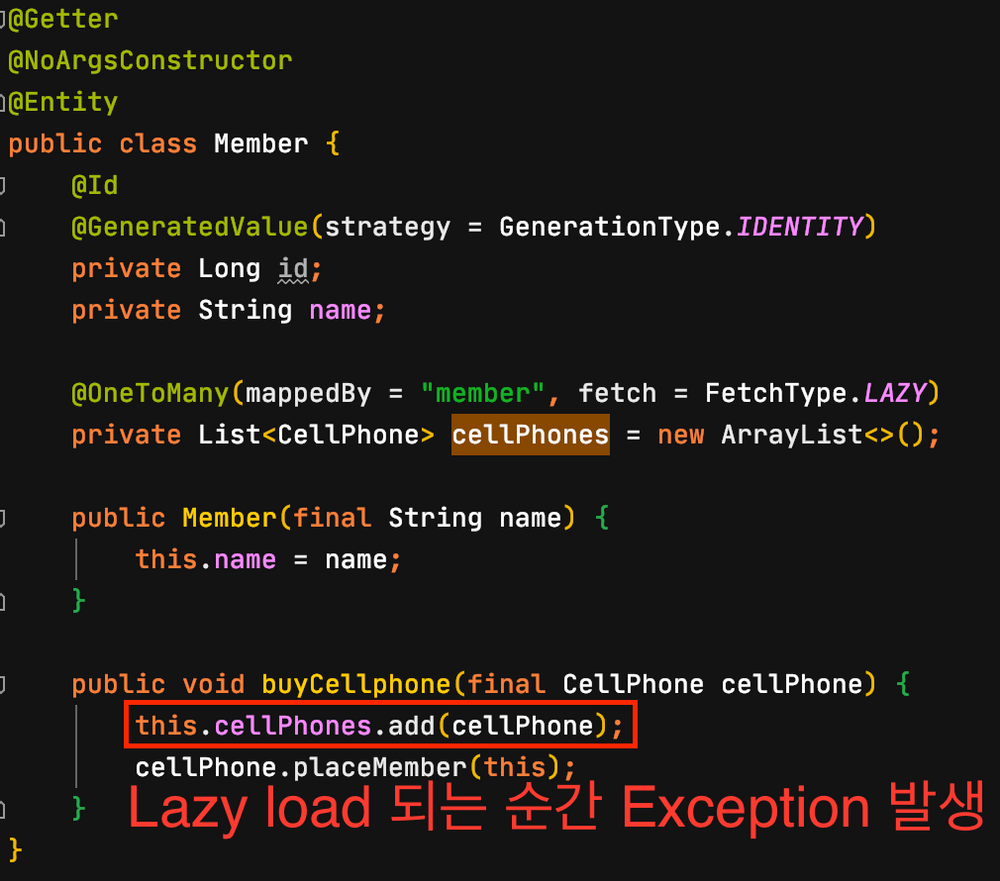 @Getter
@NoArgsConstructor
@Entity
public class Member {
    @Id
    @GeneratedValue(strategy = GenerationType.IDENTITY)
    private Long id;
    private String name;

    @OneToMany(mappedBy = "member", fetch = FetchType.LAZY)
    private List<CellPhone> cellPhones = new ArrayList<>();

    public Member(final String name) {
        this.name = name;
    }

    public void buyCellphone(final CellPhone cellPhone) {
        this.cellPhones.add(cellPhone);
        cellPhone.placeMember(this);
    }
Lazy load 되는 순간 Exception 발생
}